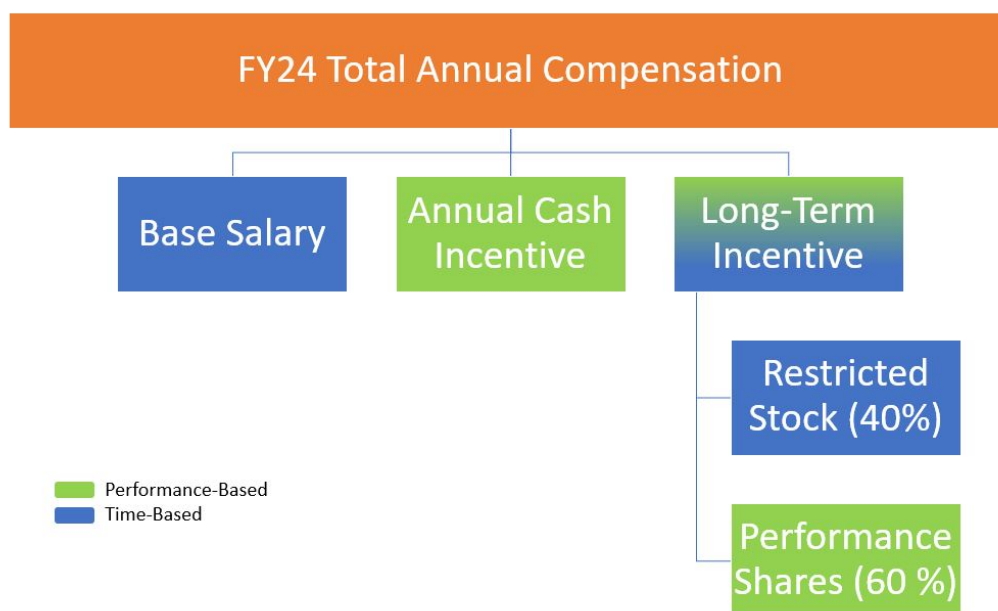 FY24 Total Annual Compensation
Base Salary
Annual Cash
Incentive
Long-Term
Incentive
Restricted
Stock (40%)
Performance-Based
Time-Based
Performance
Shares (60 %)